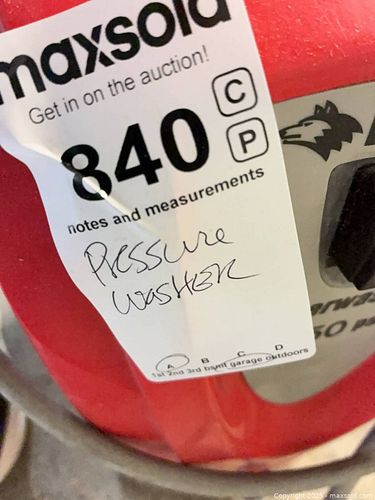 maxsold
Get in on the auction!
840
C
P
notes and measurements
PRESSURE
WASHER
A B C D
1st 2nd 3rd bsmt garage outdoors
Copyright 2025 - maxsold.com